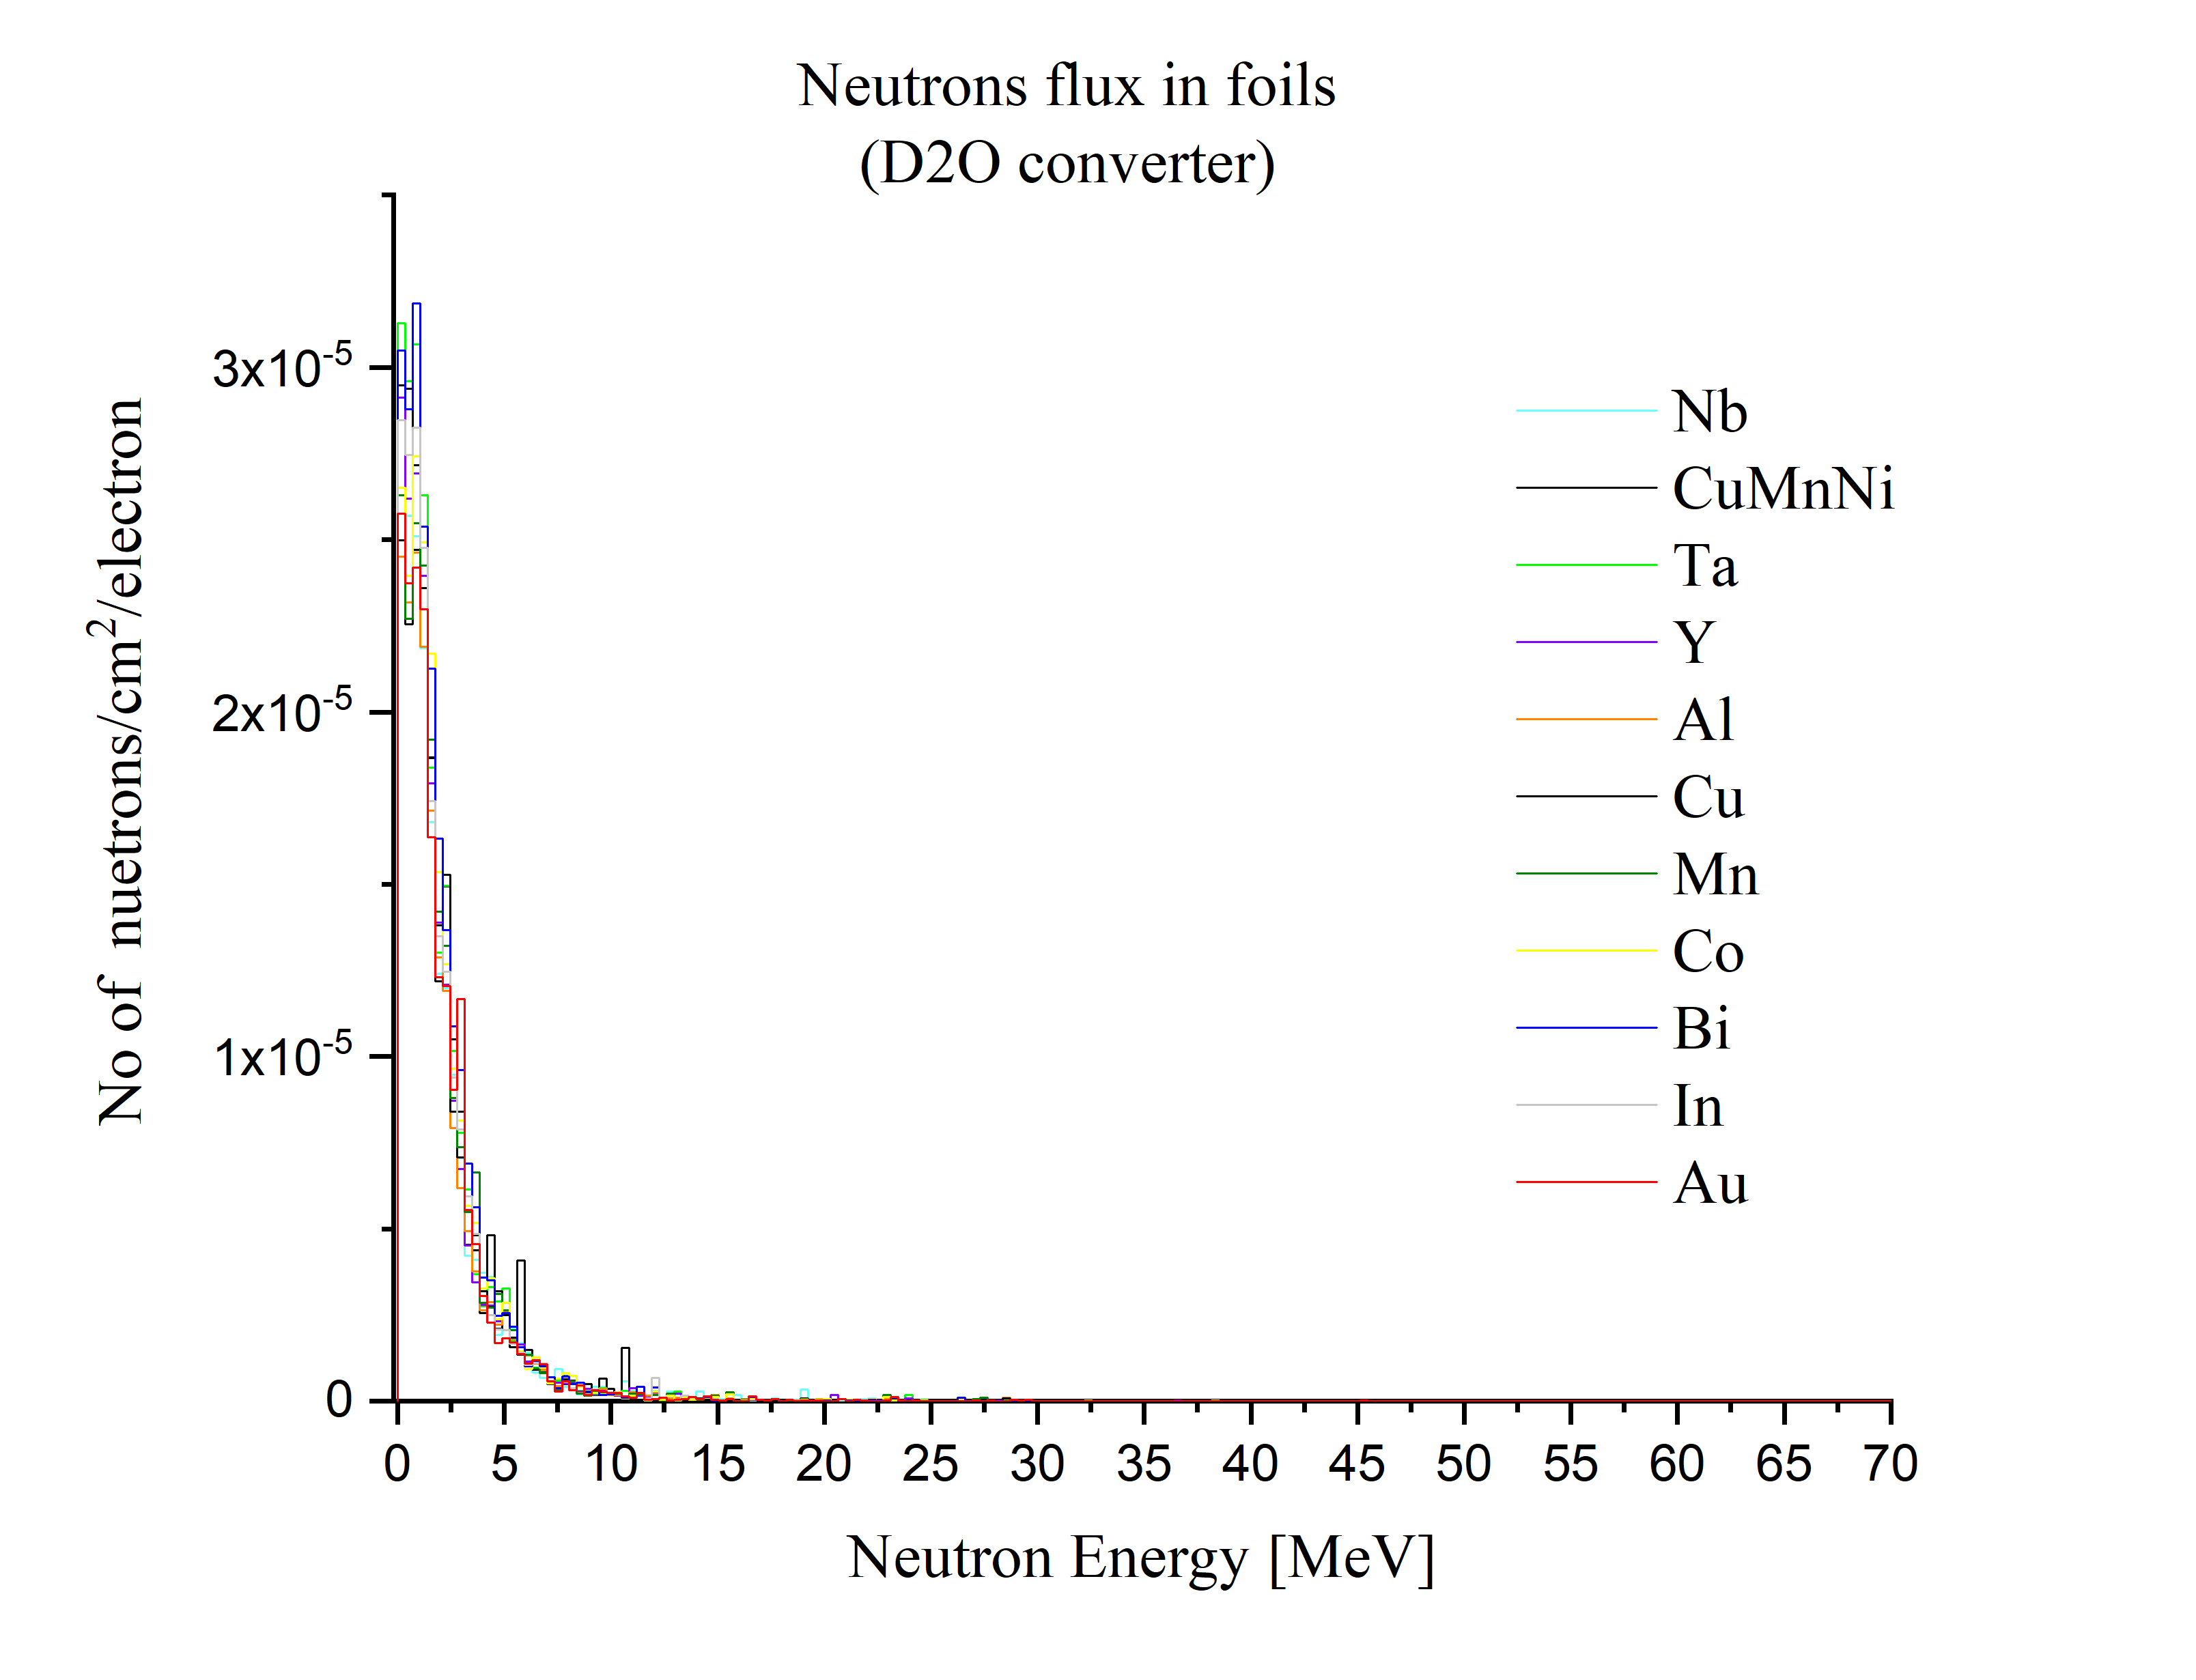 Neutrons flux in foils
(D2O converter)
No of nuetrons/cm²/electron
3x10⁻⁵
2x10⁻⁵
1x10⁻⁵
0
Nb
CuMnNi
Ta
Y
Al
Cu
Mn
Co
Bi
In
Au
0 5 10 15 20 25 30 35 40 45 50 55 60 65 70
Neutron Energy [MeV]